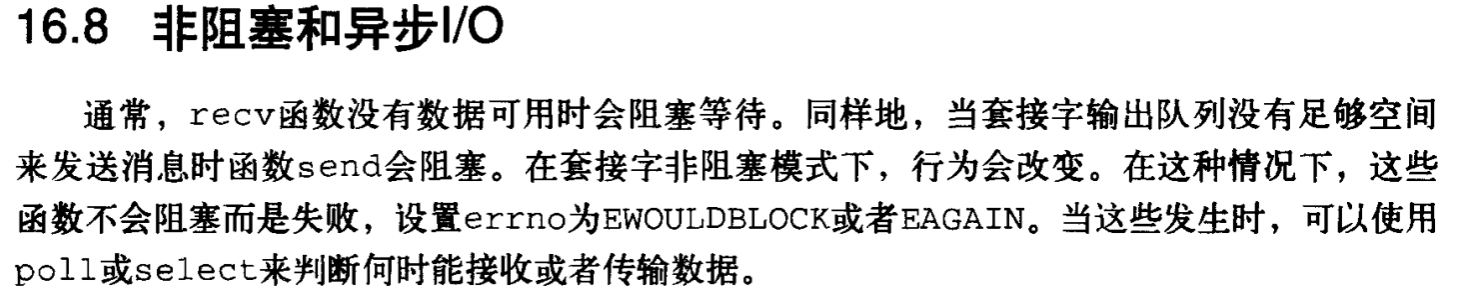 16.8 非阻塞和异步I/O
通常，recv函数没有数据可用时会阻塞等待。同样地，当套接字输出队列没有足够空间
来发送消息时函数send会阻塞。在套接字非阻塞模式下，行为会改变。在这种情况下，这些
函数不会阻塞而是失败，设置errno为EWOULDBLOCK或者EAGAIN。当这些发生时，可以使用
poll或select来判断何时能接收或者传输数据。